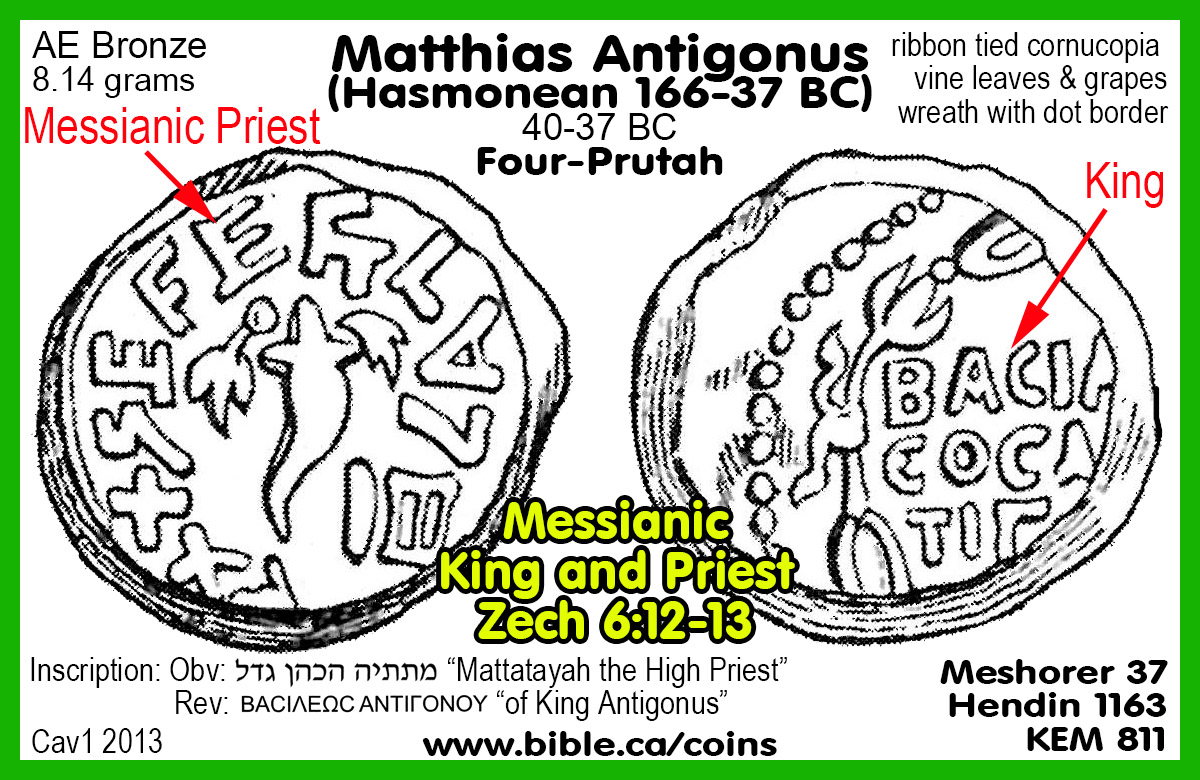 AE Bronze
8.14 grams
Messianic Priest
Matthias Antigonus
(Hasmonean 166-37 BC)
40-37 BC
Four-Prutah
ribbon tied cornucopia
vine leaves & grapes
wreath with dot border
King
BACIΛ
ЄOCA
TIΓ
Messianic
King and Priest
Zech 6:12-13
Inscription: Obv: מתתיה הכהן גדל “Mattatayah the High Priest”
Rev: BACIΛEΩC ANTIΓONOY “of King Antigonus”
Cav1 2013
www.bible.ca/coins
Meshorer 37
Hendin 1163
KEM 811